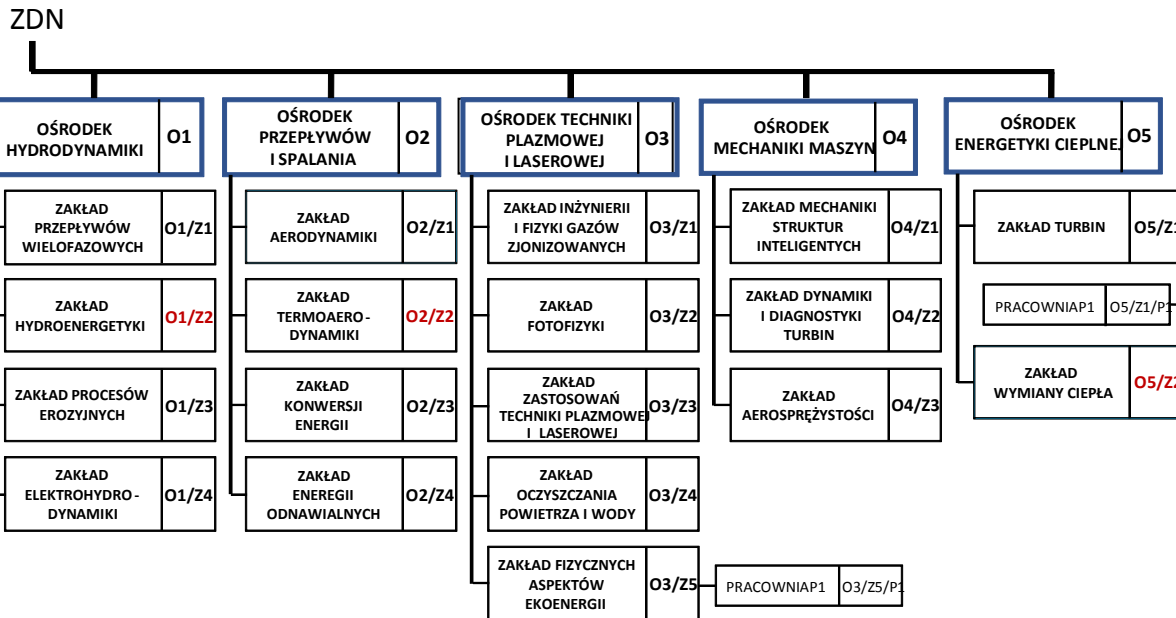 ZDN
OŚRODEK
HYDRODYNAMIKI
O1
OŚRODEK
PRZEPŁYWÓW
I SPALANIA
O2
OŚRODEK TECHNIKI
PLAZMOWEJ
I LASEROWEJ
O3
OŚRODEK
MECHANIKI MASZYN
O4
OŚRODEK
ENERGETYKI CIEPLNEJ
O5
ZAKŁAD
PRZEPŁYWÓW
WIELOFAZOWYCH
O1/Z1
ZAKŁAD
HYDROENERGETYKI
O1/Z2
ZAKŁAD PROCESÓW
EROZYJNYCH
O1/Z3
ZAKŁAD
ELEKTROHYDRO-
DYNAMIKI
O1/Z4
ZAKŁAD
AERODYNAMIKI
O2/Z1
ZAKŁAD
TERMOAERO-
DYNAMIKI
O2/Z2
ZAKŁAD
KONWERSJI
ENERGII
O2/Z3
ZAKŁAD
ENEREGII
ODNAWIALNYCH
O2/Z4
ZAKŁAD INŻYNIERII
I FIZYKI GAZÓW
ZJONIZOWANYCH
O3/Z1
ZAKŁAD
FOTOFIZYKI
O3/Z2
ZAKŁAD
ZASTOSOWAŃ
TECHNIKI PLAZMOWEJ
I LASEROWEJ
O3/Z3
ZAKŁAD
OCZYSZCZANIA
POWIETRZA I WODY
O3/Z4
ZAKŁAD FIZYCZNYCH
ASPEKTÓW
EKOENERGII
O3/Z5
PRACOWNIAP1
O3/Z5/P1
ZAKŁAD MECHANIKI
STRUKTUR
INTELIGENTYCH
O4/Z1
ZAKŁAD DYNAMIKI
I DIAGNOSTYKI
TURBIN
O4/Z2
ZAKŁAD
AEROSPRĘŻYSTOŚCI
O4/Z3
ZAKŁAD TURBIN
O5/Z1
PRACOWNIAP1
O5/Z1/P1
ZAKŁAD
WYMIANY CIEPŁA
O5/Z2